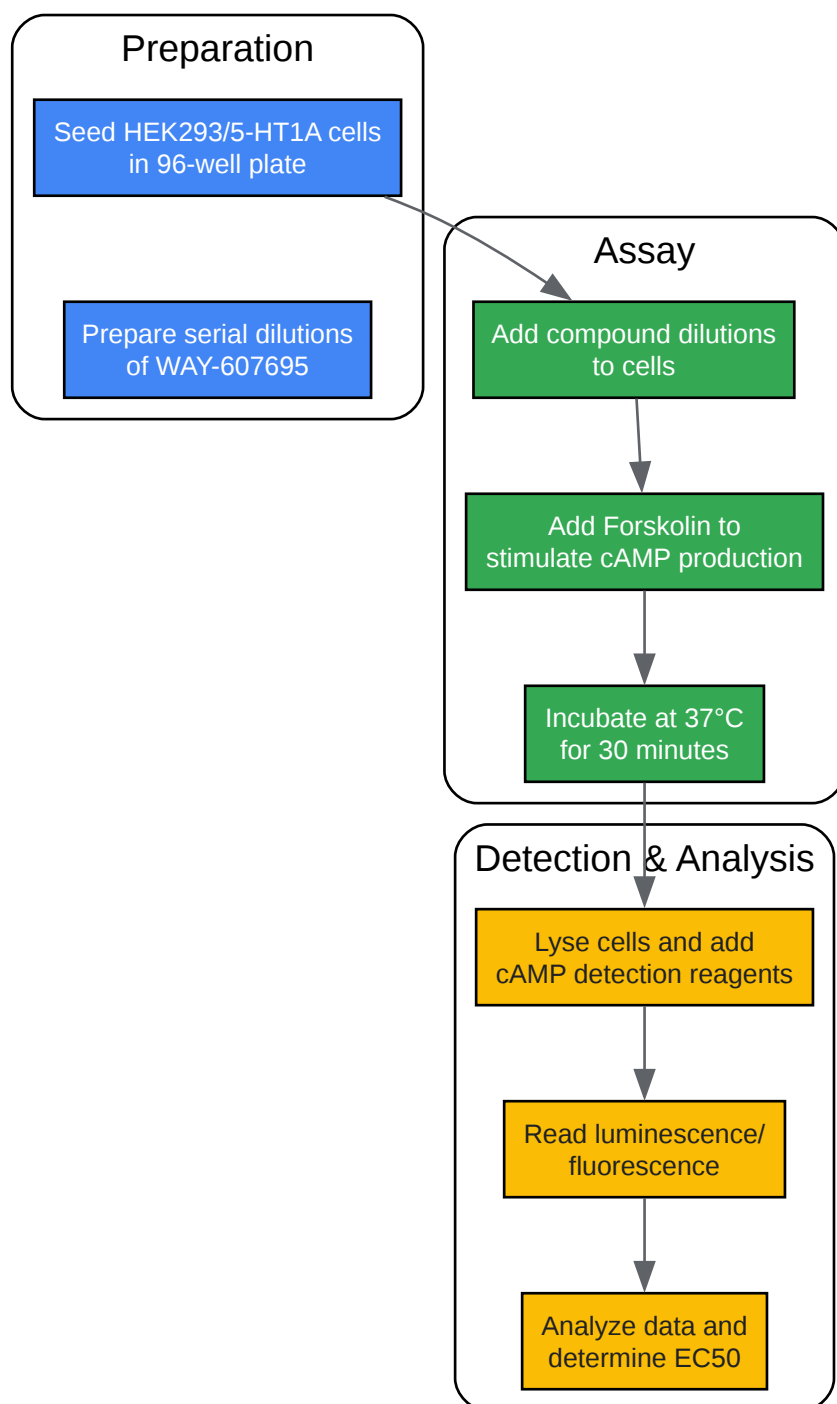 Preparation
Seed HEK293/5-HT1A cells
in 96-well plate
Prepare serial dilutions
of WAY-607695
Assay
Add compound dilutions
to cells
Add Forskolin to
stimulate cAMP production
Incubate at 37°C
for 30 minutes
Detection & Analysis
Lyse cells and add
cAMP detection reagents
Read luminescence/
fluorescence
Analyze data and
determine EC50